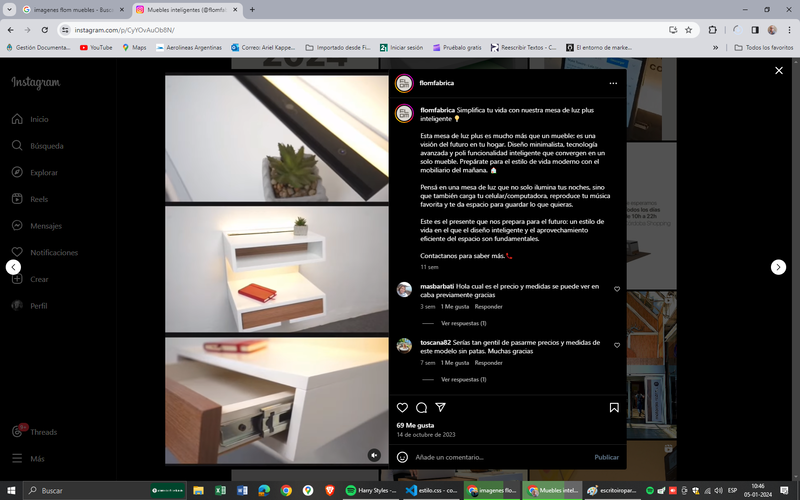 imagenes flom muebles - Busc
Muebles inteligentes (@flomfab
instagram.com/p/CyYOvAuOb8N/
Gestión Documenta...
YouTube
Maps
Aerolineas Argentinas
Correo: Ariel Kappe...
Importado desde Fi...
Iniciar sesión
Pruébalo gratis
Reescribir Textos - C...
El entorno de marke...
»
Todos los favoritos
2024
Instagram
Inicio
Búsqueda
Explorar
Reels
Mensajes
Notificaciones
Crear
Perfil
9+
Threads
Más
flomfabrica
flomfabrica Simplifica tu vida con nuestra mesa de luz plus
inteligente 💡
Esta mesa de luz plus es mucho más que un mueble: es una
visión del futuro en tu hogar. Diseño minimalista, tecnología
avanzada y poli funcionalidad inteligente que convergen en un
solo mueble. Prepárate para el estilo de vida moderno con el
mobiliario del mañana. 🏠
Pensá en una mesa de luz que no solo ilumina tus noches, sino
que también carga tu celular/computadora, reproduce tu música
favorita y te da espacio para guardar lo que quieras.
Este es el presente que nos prepara para el futuro: un estilo de
vida en el que el diseño inteligente y el aprovechamiento
eficiente del espacio son fundamentales.
Contactanos para saber más.📞
11 sem
masbarbati Hola cual es el precio y medidas se puede ver en
caba previamente gracias
3 sem 1 Me gusta Responder
Ver respuestas (1)
toscana82 Serías tan gentil de pasarme precios y medidas de
este modelo sin patas. Muchas gracias
7 sem 1 Me gusta Responder
Ver respuestas (1)
69 Me gusta
14 de octubre de 2023
Añade un comentario...
Publicar
esperamos
dos los días
10h a 22h
Buscar
Harry Styles - ...
estilo.css - co...
imagenes flo...
Muebles intel...
escritoiropar...
ESP
10:46
05-01-2024